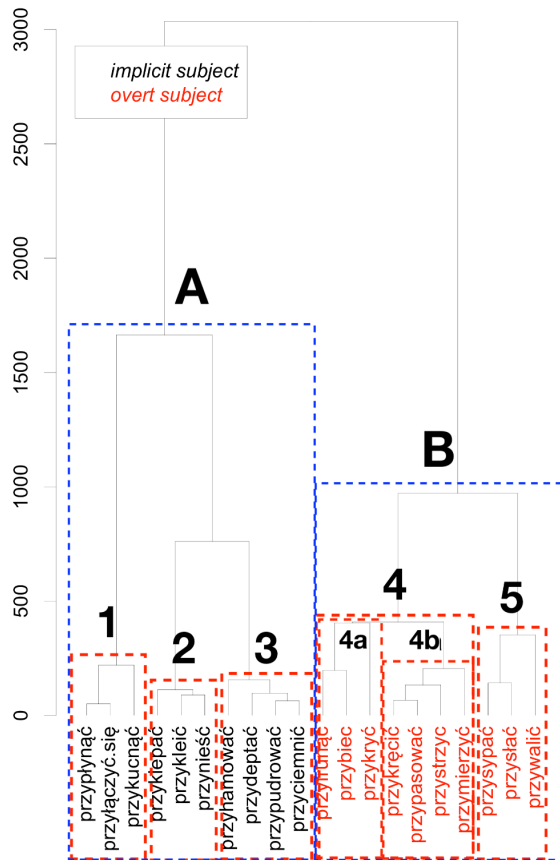 3000
2500
2000
1500
1000
500
0
implicit subject
overt subject
A
B
1
2
3
4
4a
4b
5
przypłynąć
przyłączyć.się
przykucnąć
przyklepać
przykleić
przynieść
przyhamować
przydeptać
przypudrować
przyciemnić
przyfrunąć
przybiec
przykryć
przykręcić
przypasować
przystrzyc
przymierzyć
przysypać
przysłać
przywalić